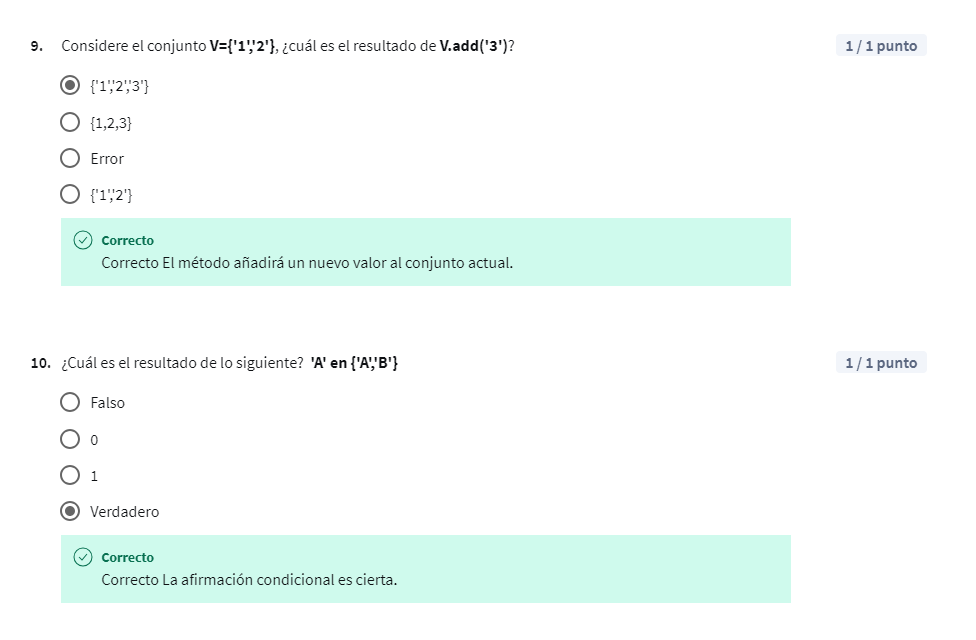 9. Considere el conjunto V={'1','2'}, ¿cuál es el resultado de V.add('3')?
1 / 1 punto
{'1','2','3'}
{1,2,3}
Error
{'1','2'}
Correcto
Correcto El método añadirá un nuevo valor al conjunto actual.
10. ¿Cuál es el resultado de lo siguiente? 'A' en {'A','B'}
1 / 1 punto
Falso
0
1
Verdadero
Correcto
Correcto La afirmación condicional es cierta.